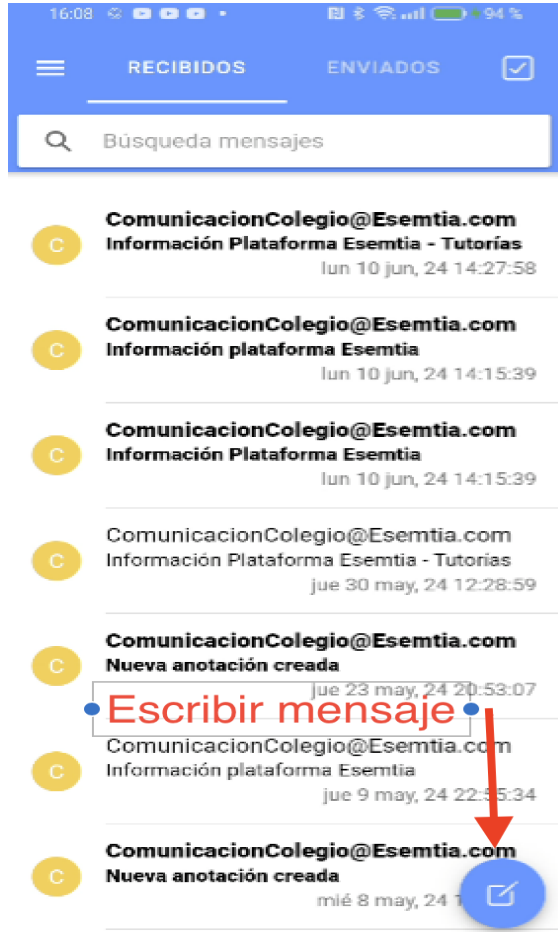 16:08 94 %
RECIBIDOS ENVIADOS
Búsqueda mensajes
C
ComunicacionColegio@Esemtia.com
Información Plataforma Esemtia - Tutorías
lun 10 jun, 24 14:27:58
C
ComunicacionColegio@Esemtia.com
Información plataforma Esemtia
lun 10 jun, 24 14:15:39
C
ComunicacionColegio@Esemtia.com
Información Plataforma Esemtia
lun 10 jun, 24 14:15:39
C
ComunicacionColegio@Esemtia.com
Información Plataforma Esemtia - Tutorías
jue 30 may, 24 12:28:59
C
ComunicacionColegio@Esemtia.com
Nueva anotación creada
jue 23 may, 24 20:53:07
Escribir mensaje
C
ComunicacionColegio@Esemtia.com
Información plataforma Esemtia
jue 9 may, 24 22:55:34
C
ComunicacionColegio@Esemtia.com
Nueva anotación creada
mié 8 may, 24